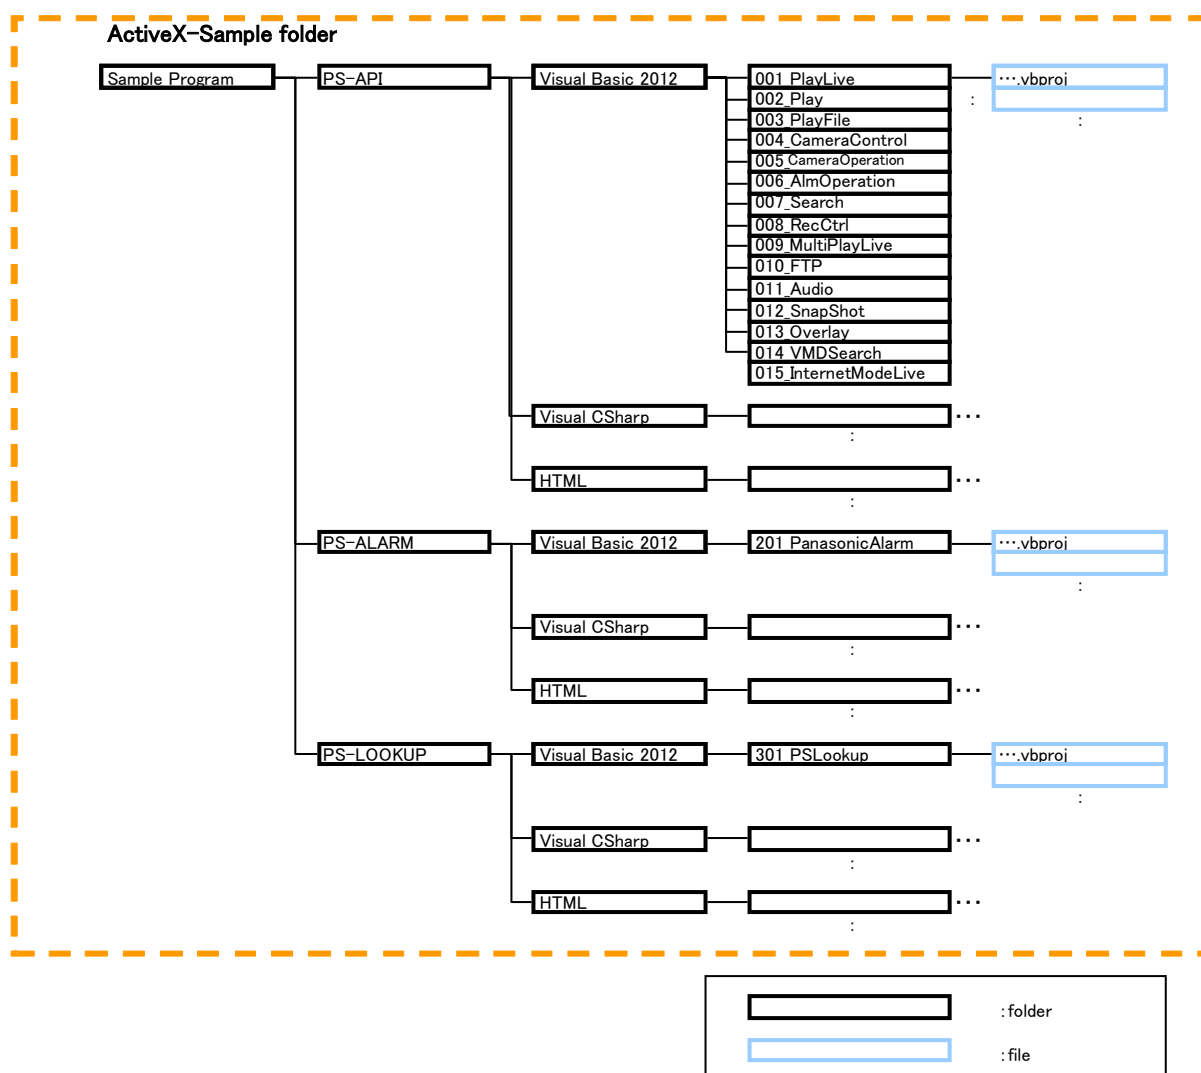 ActiveX-Sample folder
Sample Program
PS-API
Visual Basic 2012
001_PlayLive
….vbproj
002_Play
:
003_PlayFile
:
004_CameraControl
005_CameraOperation
006_AlmOperation
007_Search
008_RecCtrl
009_MultiPlayLive
010_FTP
011_Audio
012_SnapShot
013_Overlay
014_VMDSearch
015_InternetModeLive
Visual CSharp
…
:
HTML
…
:
PS-ALARM
Visual Basic 2012
201_PanasonicAlarm
….vbproj
:
Visual CSharp
…
:
HTML
…
:
PS-LOOKUP
Visual Basic 2012
301_PSLookup
….vbproj
:
Visual CSharp
…
:
HTML
…
:
:folder
:file